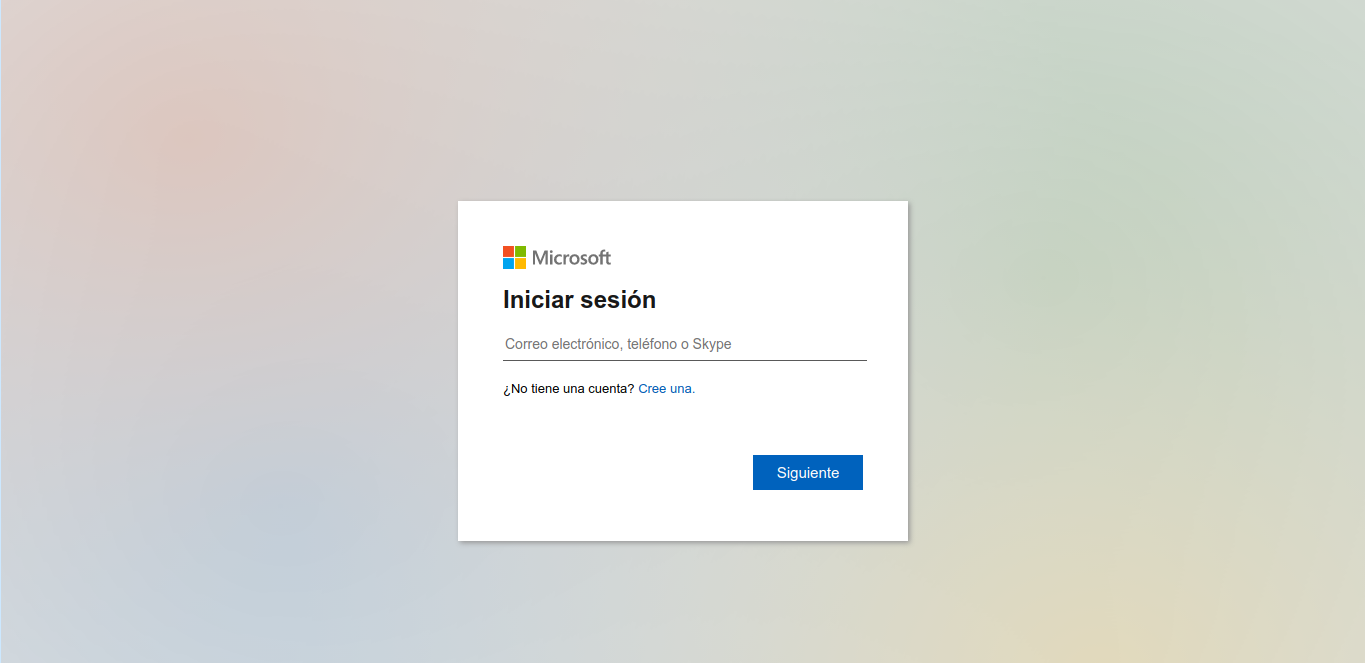 Microsoft
Iniciar sesión
Correo electrónico, teléfono o Skype
¿No tiene una cuenta? Cree una.
Siguiente